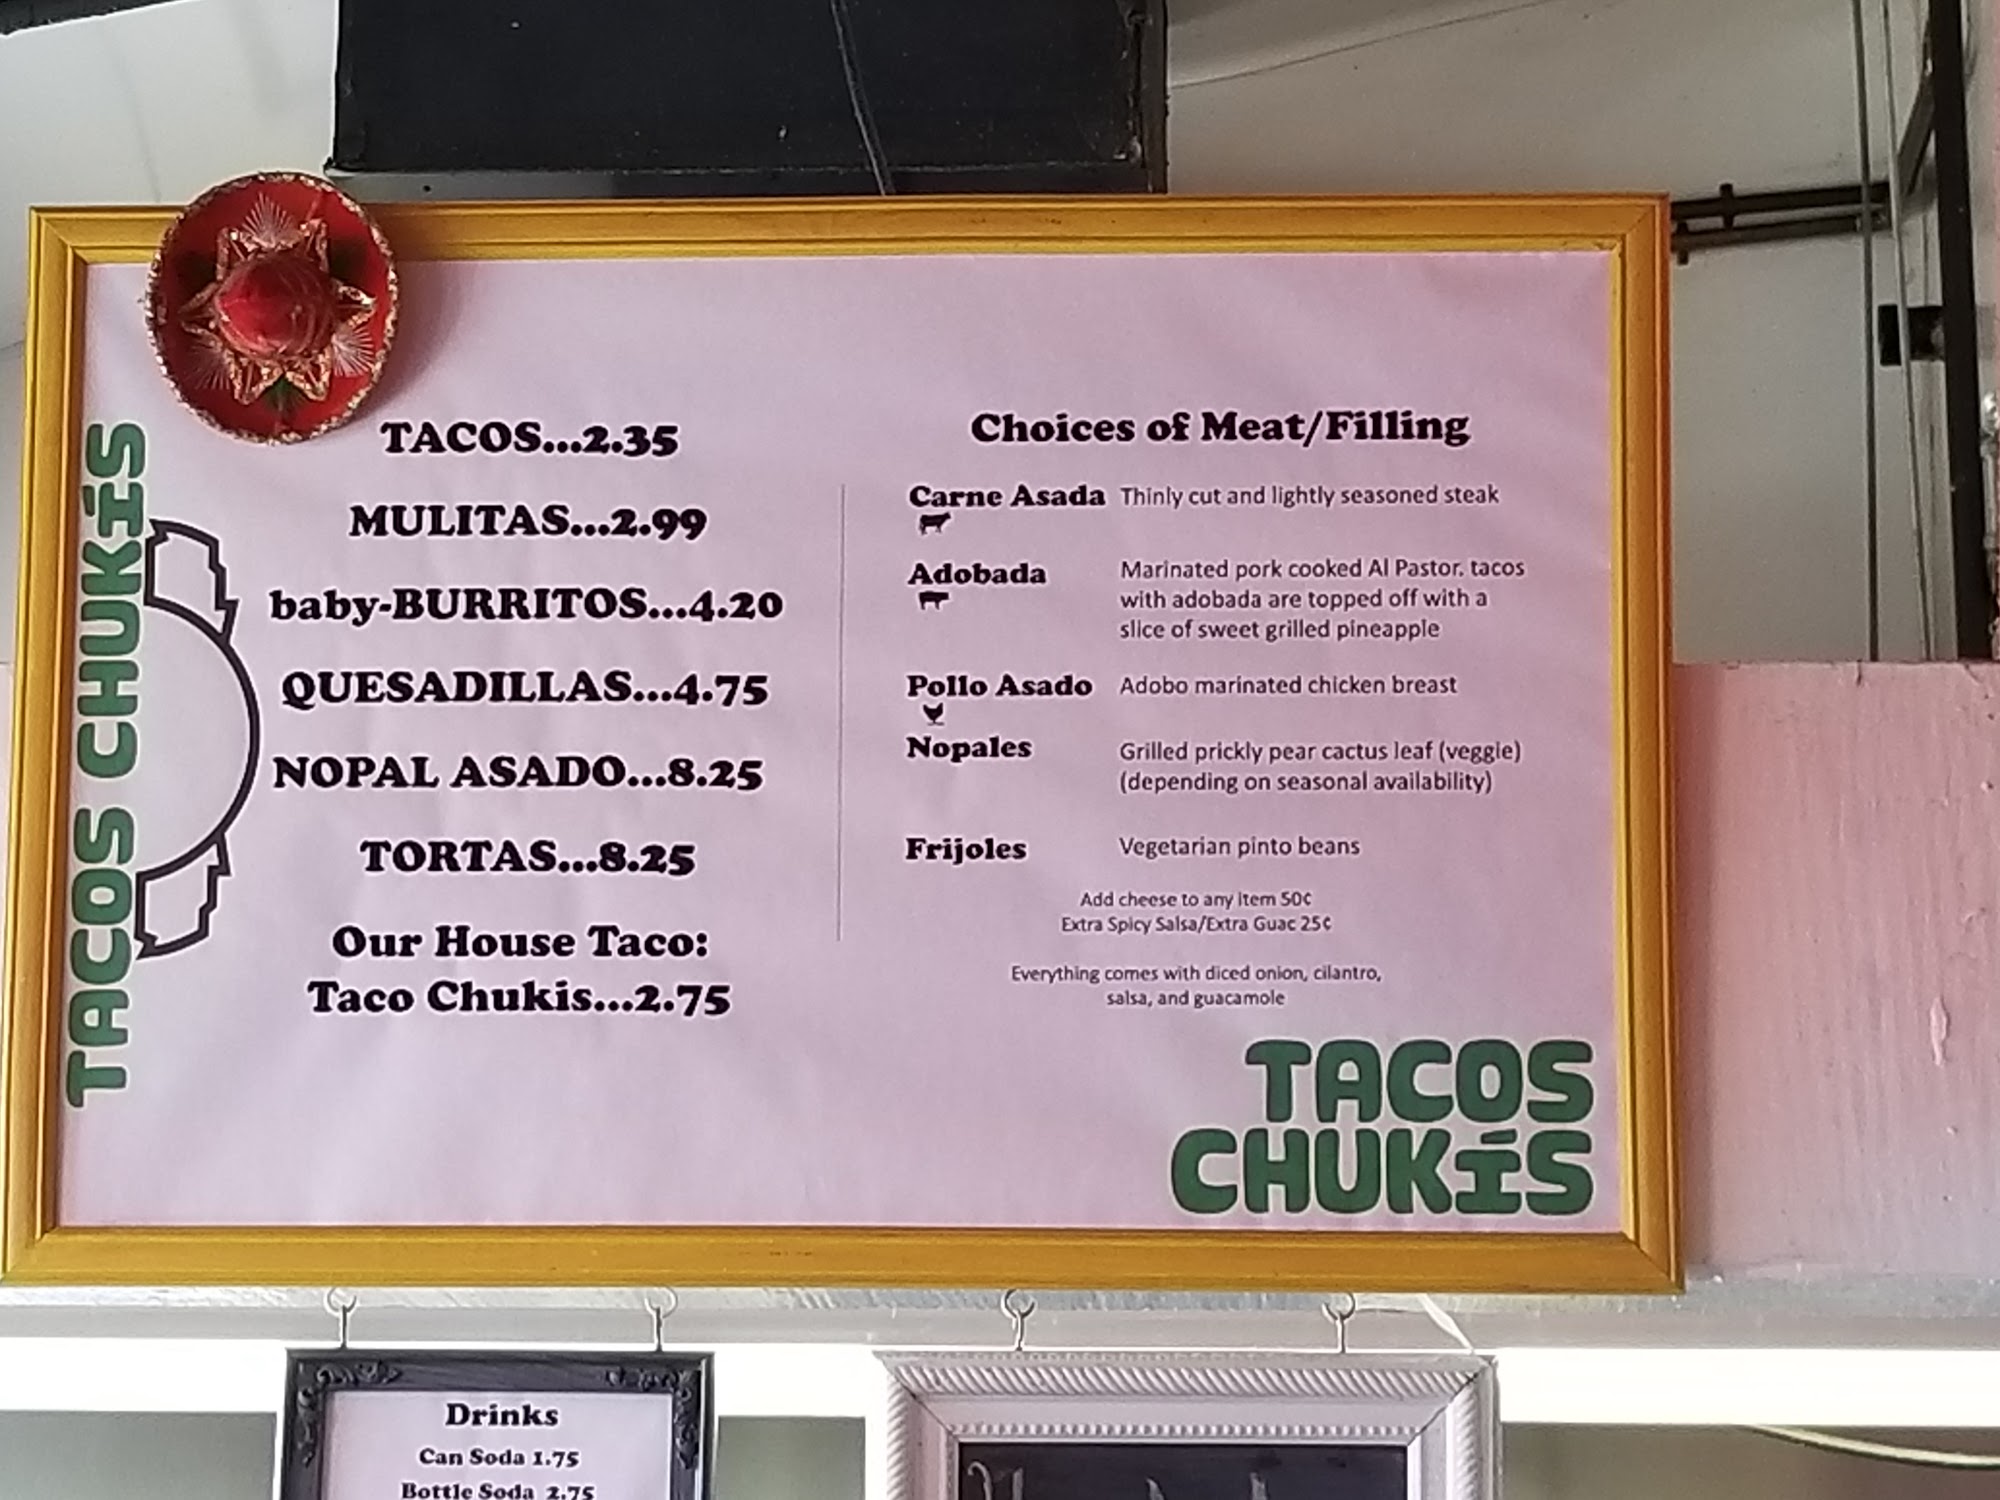 TACOS CHUKÍS
TACOS...2.35
MULITAS...2.99
baby-BURRITOS...4.20
QUESADILLAS...4.75
NOPAL ASADO...8.25
TORTAS...8.25
Our House Taco:
Taco Chukis...2.75
Choices of Meat/Filling
Carne Asada Thinly cut and lightly seasoned steak
Adobada Marinated pork cooked Al Pastor. tacos
with adobada are topped off with a
slice of sweet grilled pineapple
Pollo Asado Adobo marinated chicken breast
Nopales Grilled prickly pear cactus leaf (veggie)
(depending on seasonal availability)
Frijoles Vegetarian pinto beans
Add cheese to any item 50¢
Extra Spicy Salsa/Extra Guac 25¢
Everything comes with diced onion, cilantro,
salsa, and guacamole
TACOS
CHUKÍS
Drinks
Can Soda 1.75
Bottle Soda 2.75